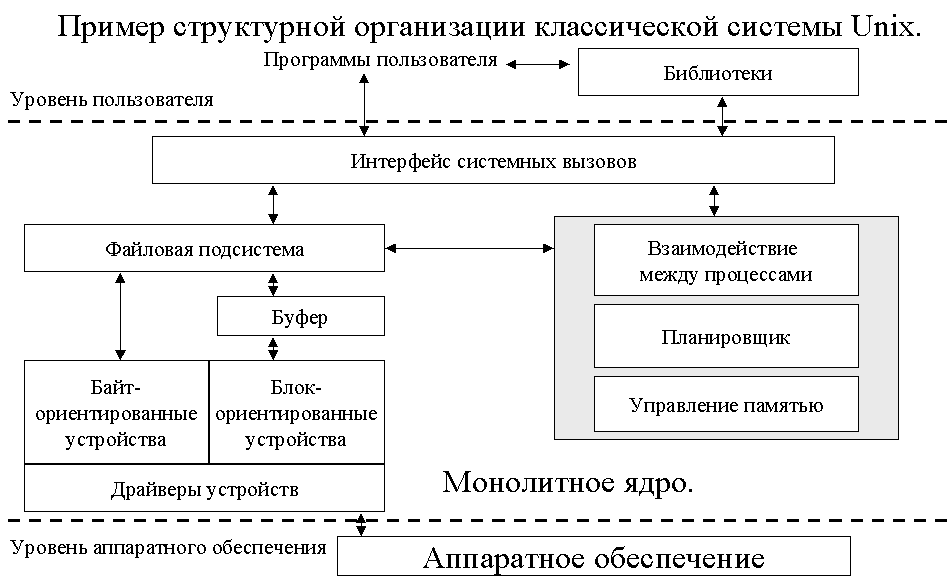 Пример структурной организации классической системы Unix.
Программы пользователя
Библиотеки
Уровень пользователя
Интерфейс системных вызовов
Файловая подсистема
Взаимодействие
между процессами
Буфер
Планировщик
Байт-
ориентированные
устройства
Блок-
ориентированные
устройства
Управление памятью
Драйверы устройств
Монолитное ядро.
Уровень аппаратного обеспечения
Аппаратное обеспечение